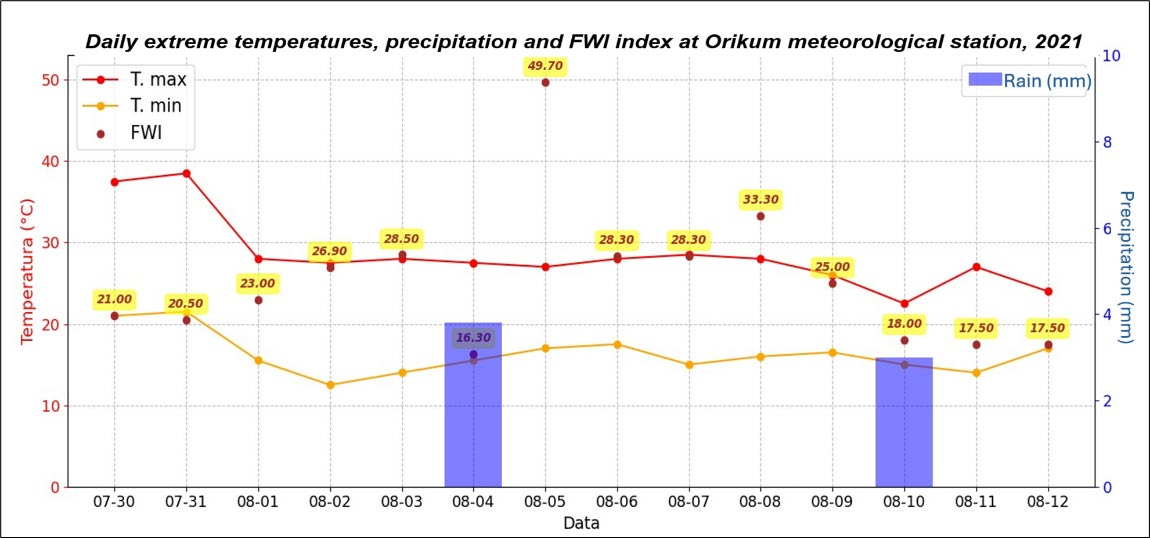 Daily extreme temperatures, precipitation and FWI index at Orikum meteorological station, 2021
T. max
T. min
FWI
Rain (mm)
Temperatura (°C)
50
40
30
20
10
0
Precipitation (mm)
10
8
6
4
2
0
21.00
20.50
23.00
26.90
28.50
16.30
49.70
28.30
28.30
33.30
25.00
18.00
17.50
17.50
07-30 07-31 08-01 08-02 08-03 08-04 08-05 08-06 08-07 08-08 08-09 08-10 08-11 08-12
Data